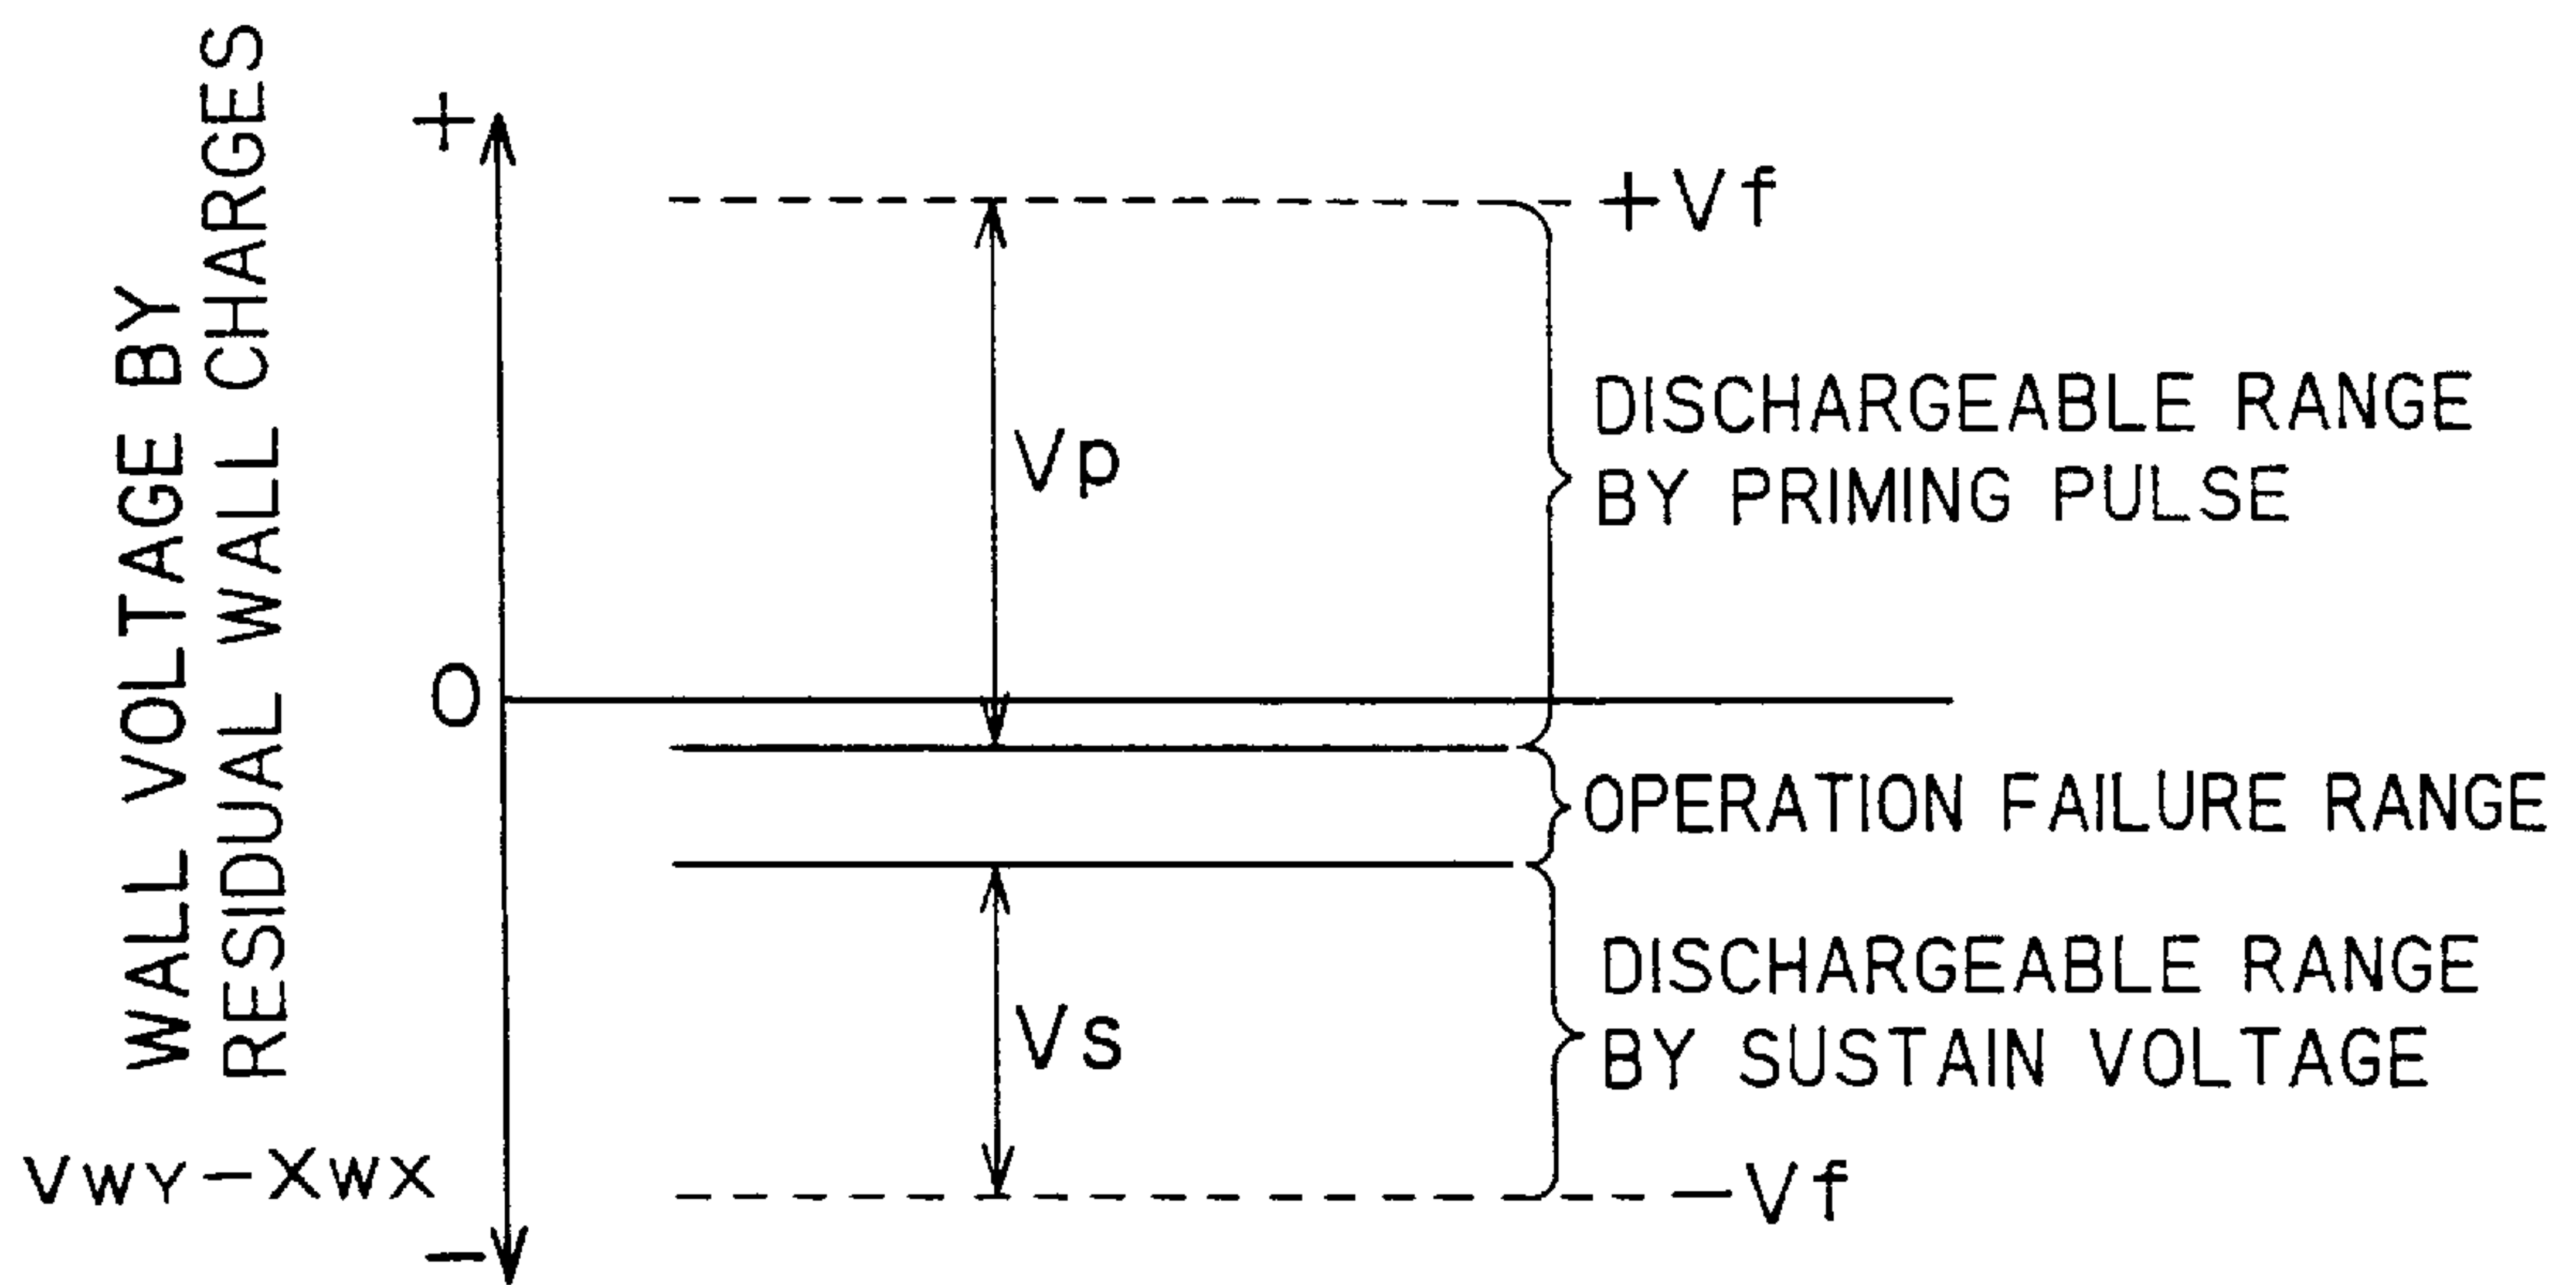 WALL VOLTAGE BY
RESIDUAL WALL CHARGES
+
+Vf
DISCHARGEABLE RANGE
BY PRIMING PULSE
Vp
0
OPERATION FAILURE RANGE
DISCHARGEABLE RANGE
BY SUSTAIN VOLTAGE
Vs
VWY-XWX
-Vf
-